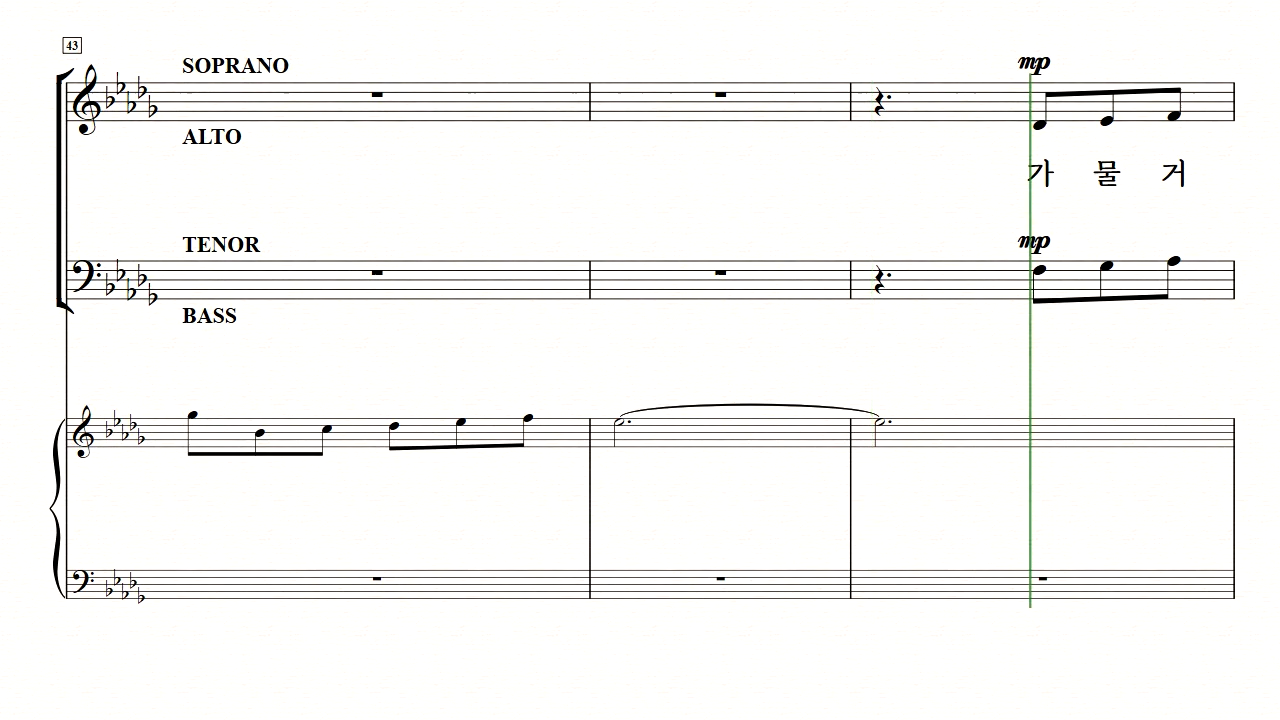 43
SOPRANO
mp
ALTO
가 물 거
TENOR
mp
BASS